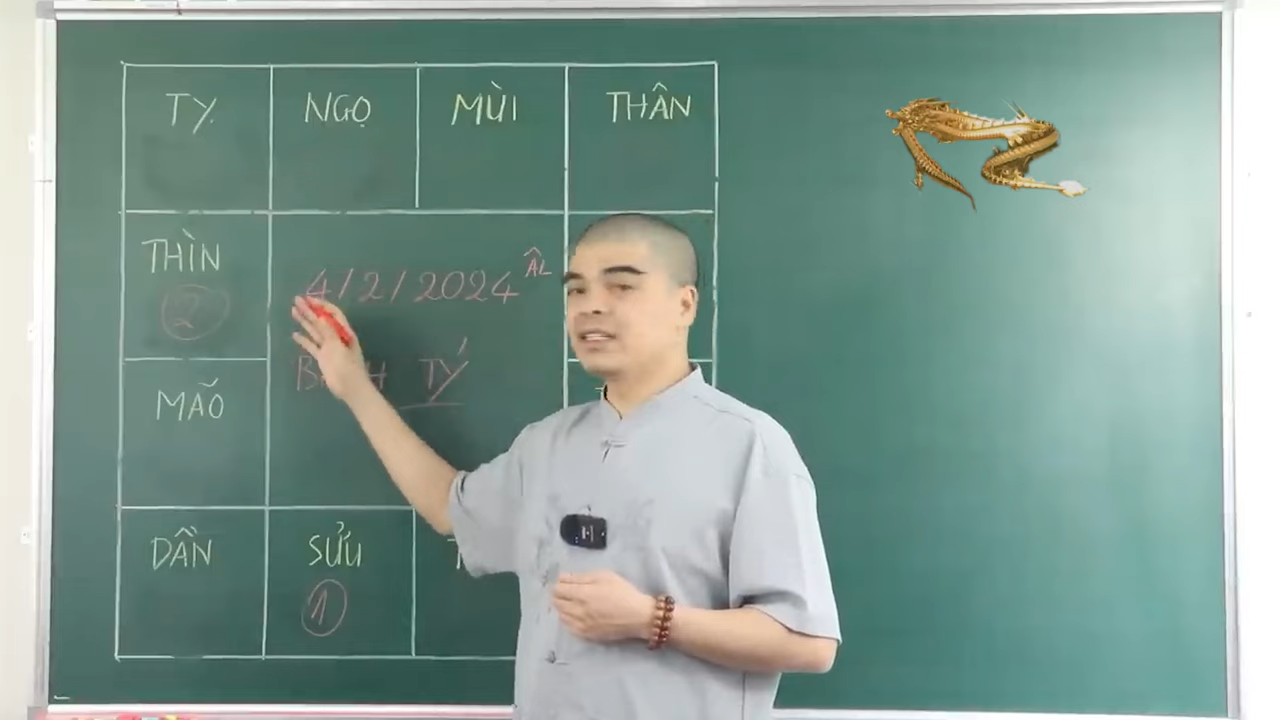 TỴ NGỌ MÙI THÂN
THÌN
②
4/2/2024 ÂL
TÝ
MÃO
DẦN SỬU
①